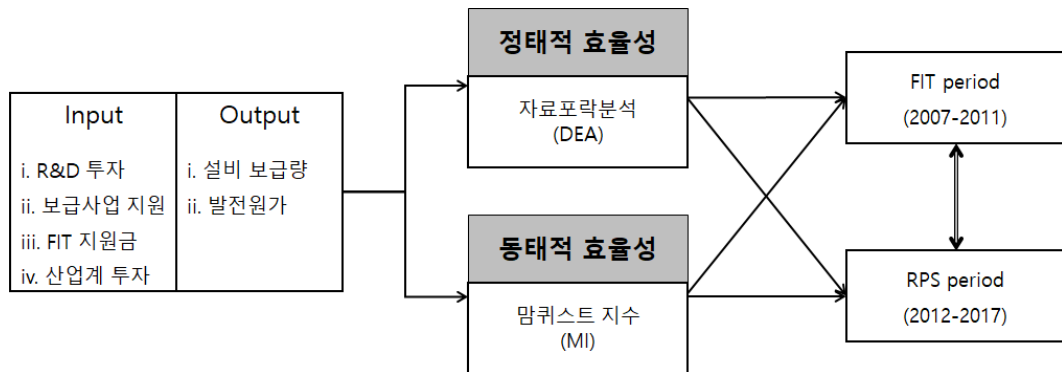 Input
i. R&D 투자
ii. 보급사업 지원
iii. FIT 지원금
iv. 산업계 투자
Output
i. 설비 보급량
ii. 발전원가
정태적 효율성
자료포락분석
(DEA)
동태적 효율성
맘퀴스트 지수
(MI)
FIT period
(2007-2011)
RPS period
(2012-2017)